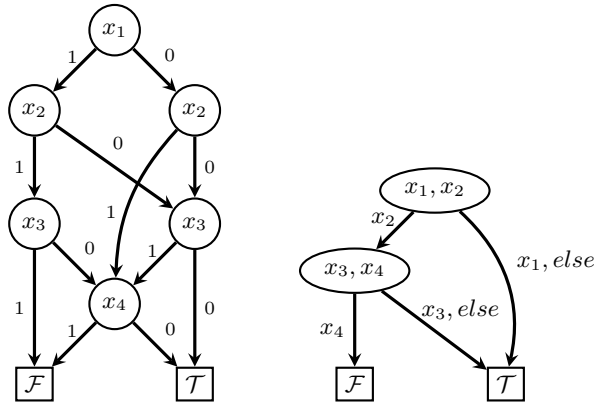 x₁
1 0
x₂ x₂
0
1 0
x₁, x₂
1
x₂
x₃ x₃
0 1
x₁, else
x₃, x₄
x₄
x₃, else
1 0
x₄
1 0
ℱ 𝒯 ℱ 𝒯